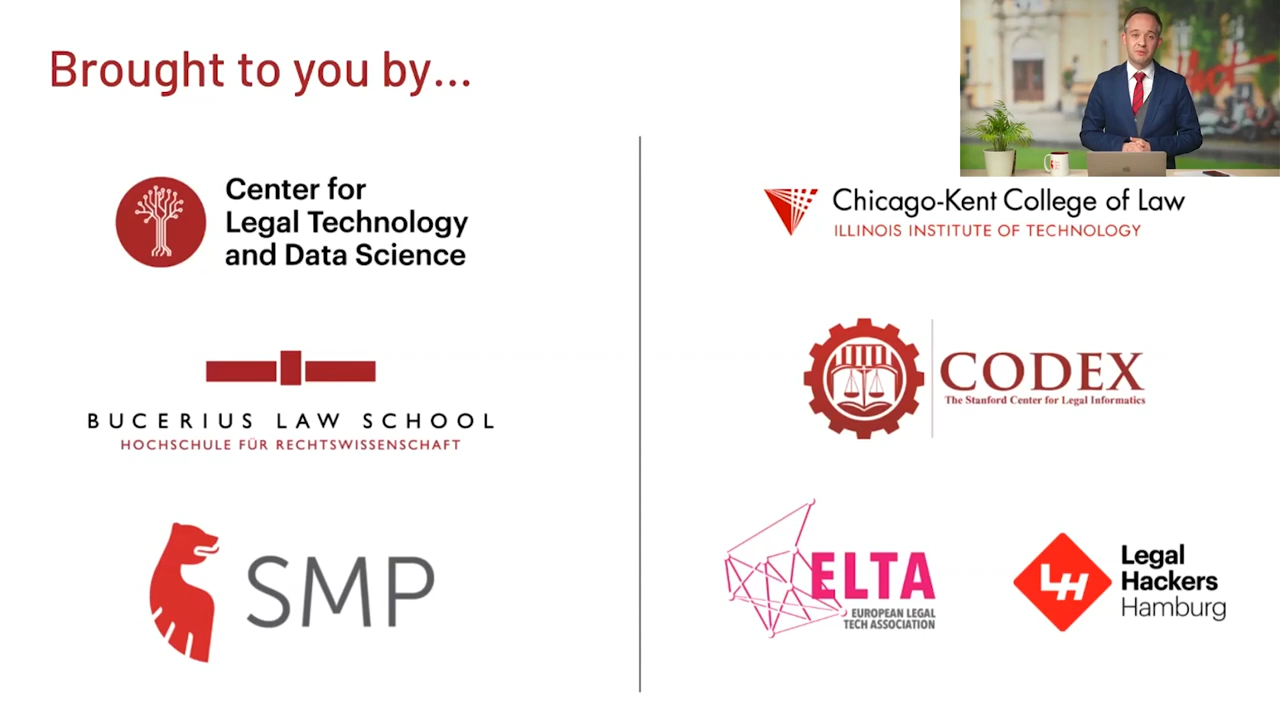 Brought to you by...
Center for
Legal Technology
and Data Science
BUCERIUS LAW SCHOOL
HOCHSCHULE FÜR RECHTSWISSENSCHAFT
SMP
Chicago-Kent College of Law
ILLINOIS INSTITUTE OF TECHNOLOGY
CODEX
The Stanford Center for Legal Informatics
ELTA
EUROPEAN LEGAL
TECH ASSOCIATION
LH
Legal
Hackers
Hamburg